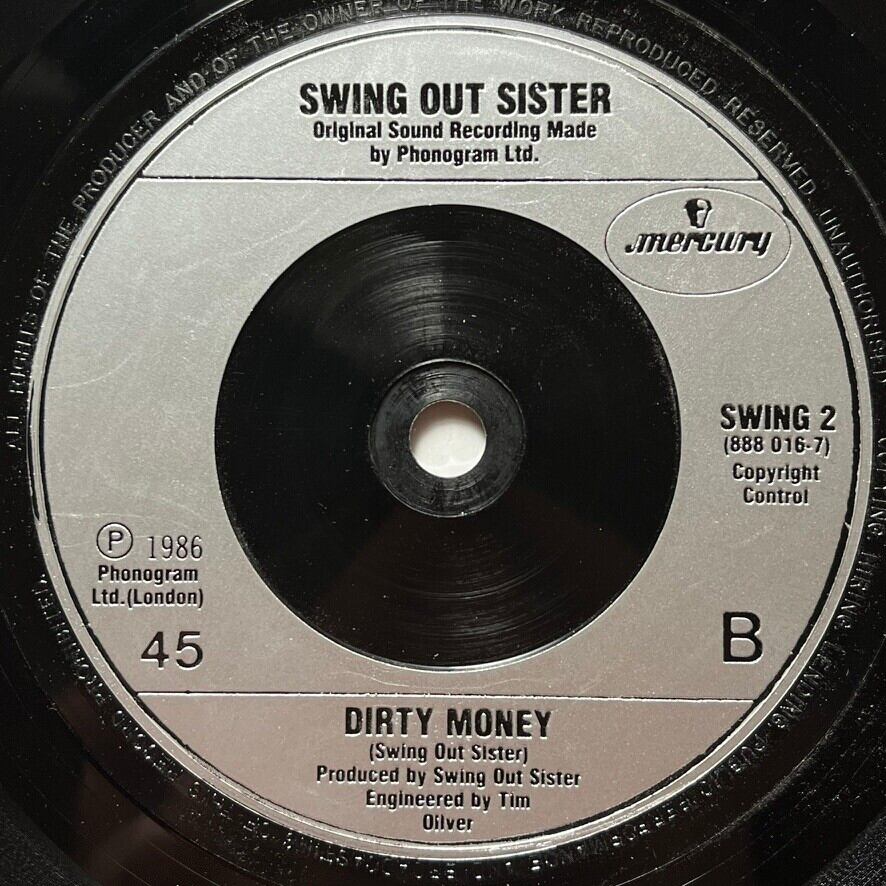 ALL RIGHTS OF THE PRODUCER AND OF THE OWNER OF THE WORK REPRODUCED RESERVED. UNAUTHORISED
SWING OUT SISTER
Original Sound Recording Made
by Phonogram Ltd.
mercury
SWING 2
(888 016-7)
Copyright
Control
Ⓟ 1986
Phonogram
Ltd.(London)
45
B
DIRTY MONEY
(Swing Out Sister)
Produced by Swing Out Sister
Engineered by Tim
Oilver